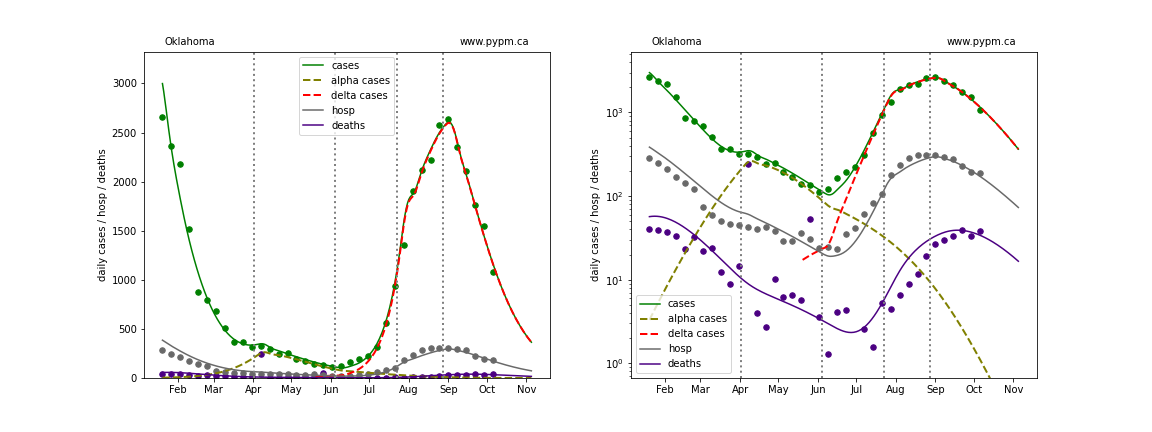 Oklahoma
www.pypm.ca
daily cases / hosp / deaths
3000
2500
2000
1500
1000
500
0
cases
alpha cases
delta cases
hosp
deaths
Feb Mar Apr May Jun Jul Aug Sep Oct Nov
Oklahoma
www.pypm.ca
daily cases / hosp / deaths
10³
10²
10¹
10⁰
cases
alpha cases
delta cases
hosp
deaths
Feb Mar Apr May Jun Jul Aug Sep Oct Nov